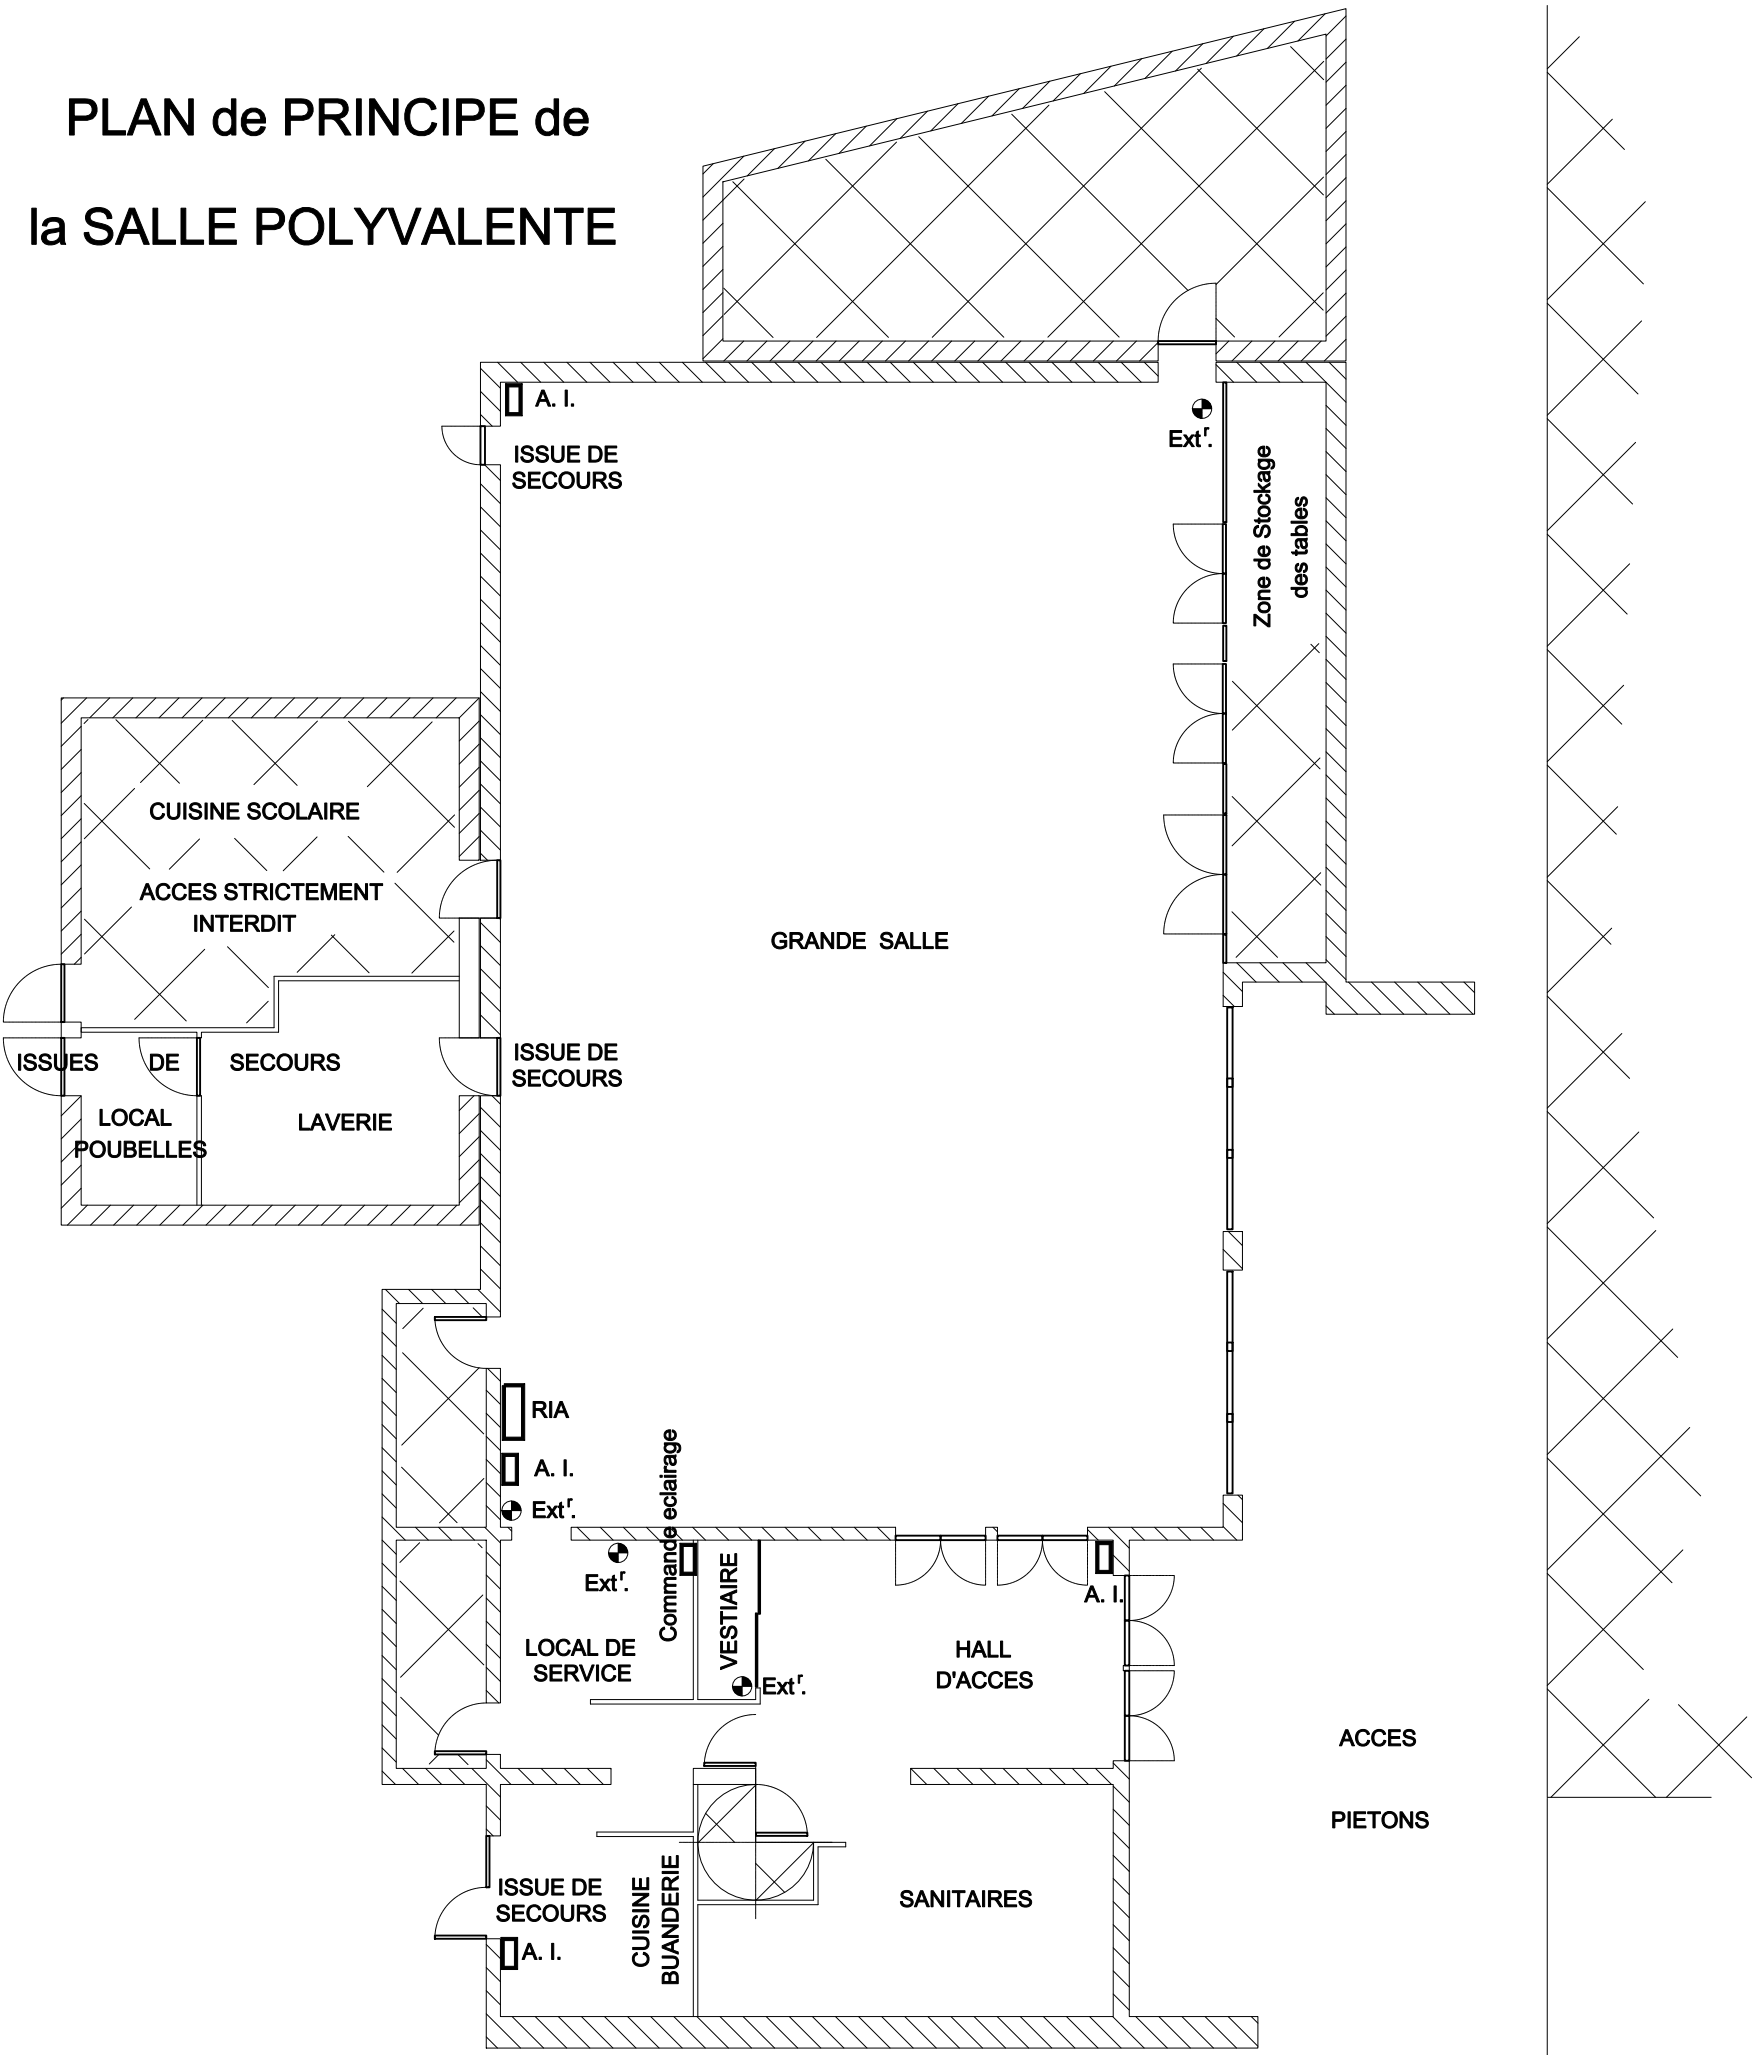 PLAN de PRINCIPE de
la SALLE POLYVALENTE
A. I.
Extʳ.
ISSUE DE
SECOURS
Zone de Stockage
des tables
CUISINE SCOLAIRE
ACCES STRICTEMENT
INTERDIT
GRANDE SALLE
ISSUES DE SECOURS
ISSUE DE
SECOURS
LOCAL
POUBELLES
LAVERIE
RIA
A. I.
Extʳ.
Commande eclairage
Extʳ.
VESTIAIRE
A. I.
LOCAL DE
SERVICE
HALL
D'ACCES
Extʳ.
ACCES
PIETONS
ISSUE DE
SECOURS
CUISINE
BUANDERIE
SANITAIRES
A. I.